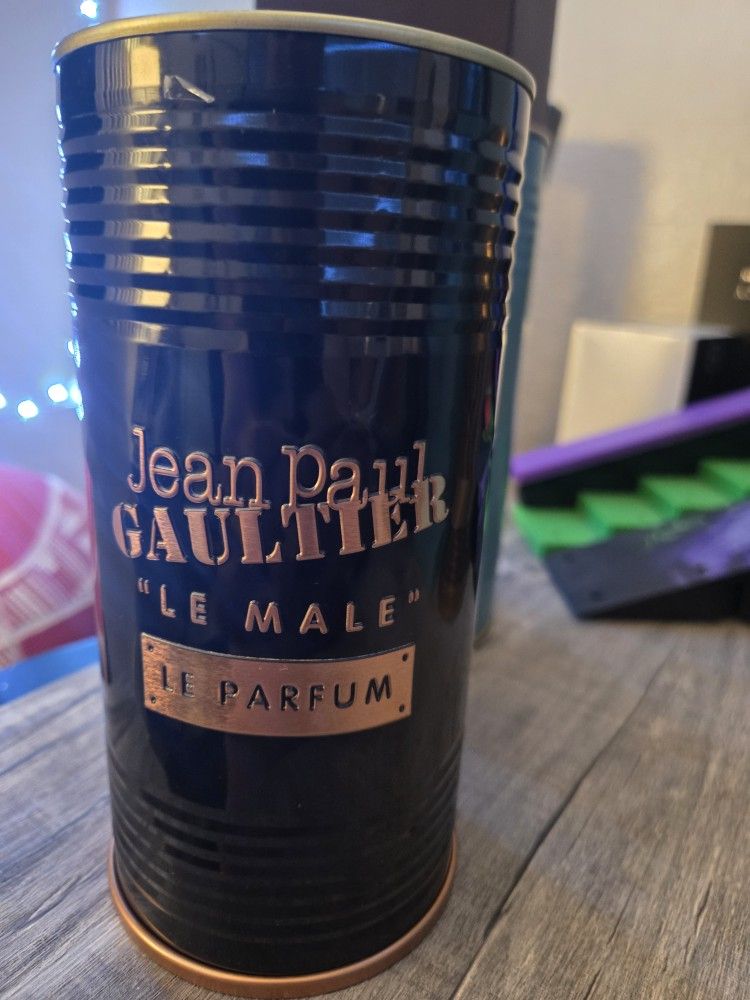 Jean Paul
GAULTIER
"LE MALE"
LE PARFUM